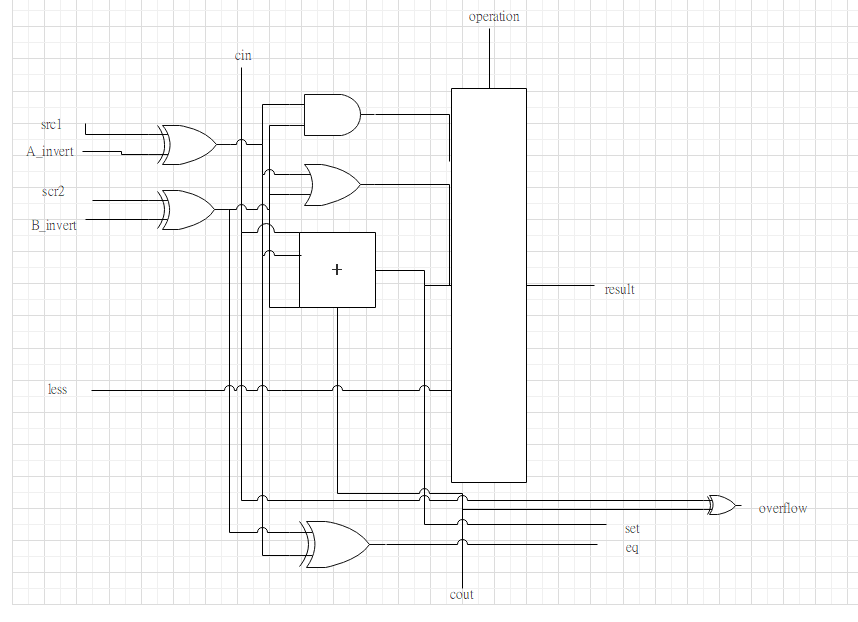 operation
cin
src1
A_invert
scr2
B_invert
+
result
less
overflow
set
eq
cout